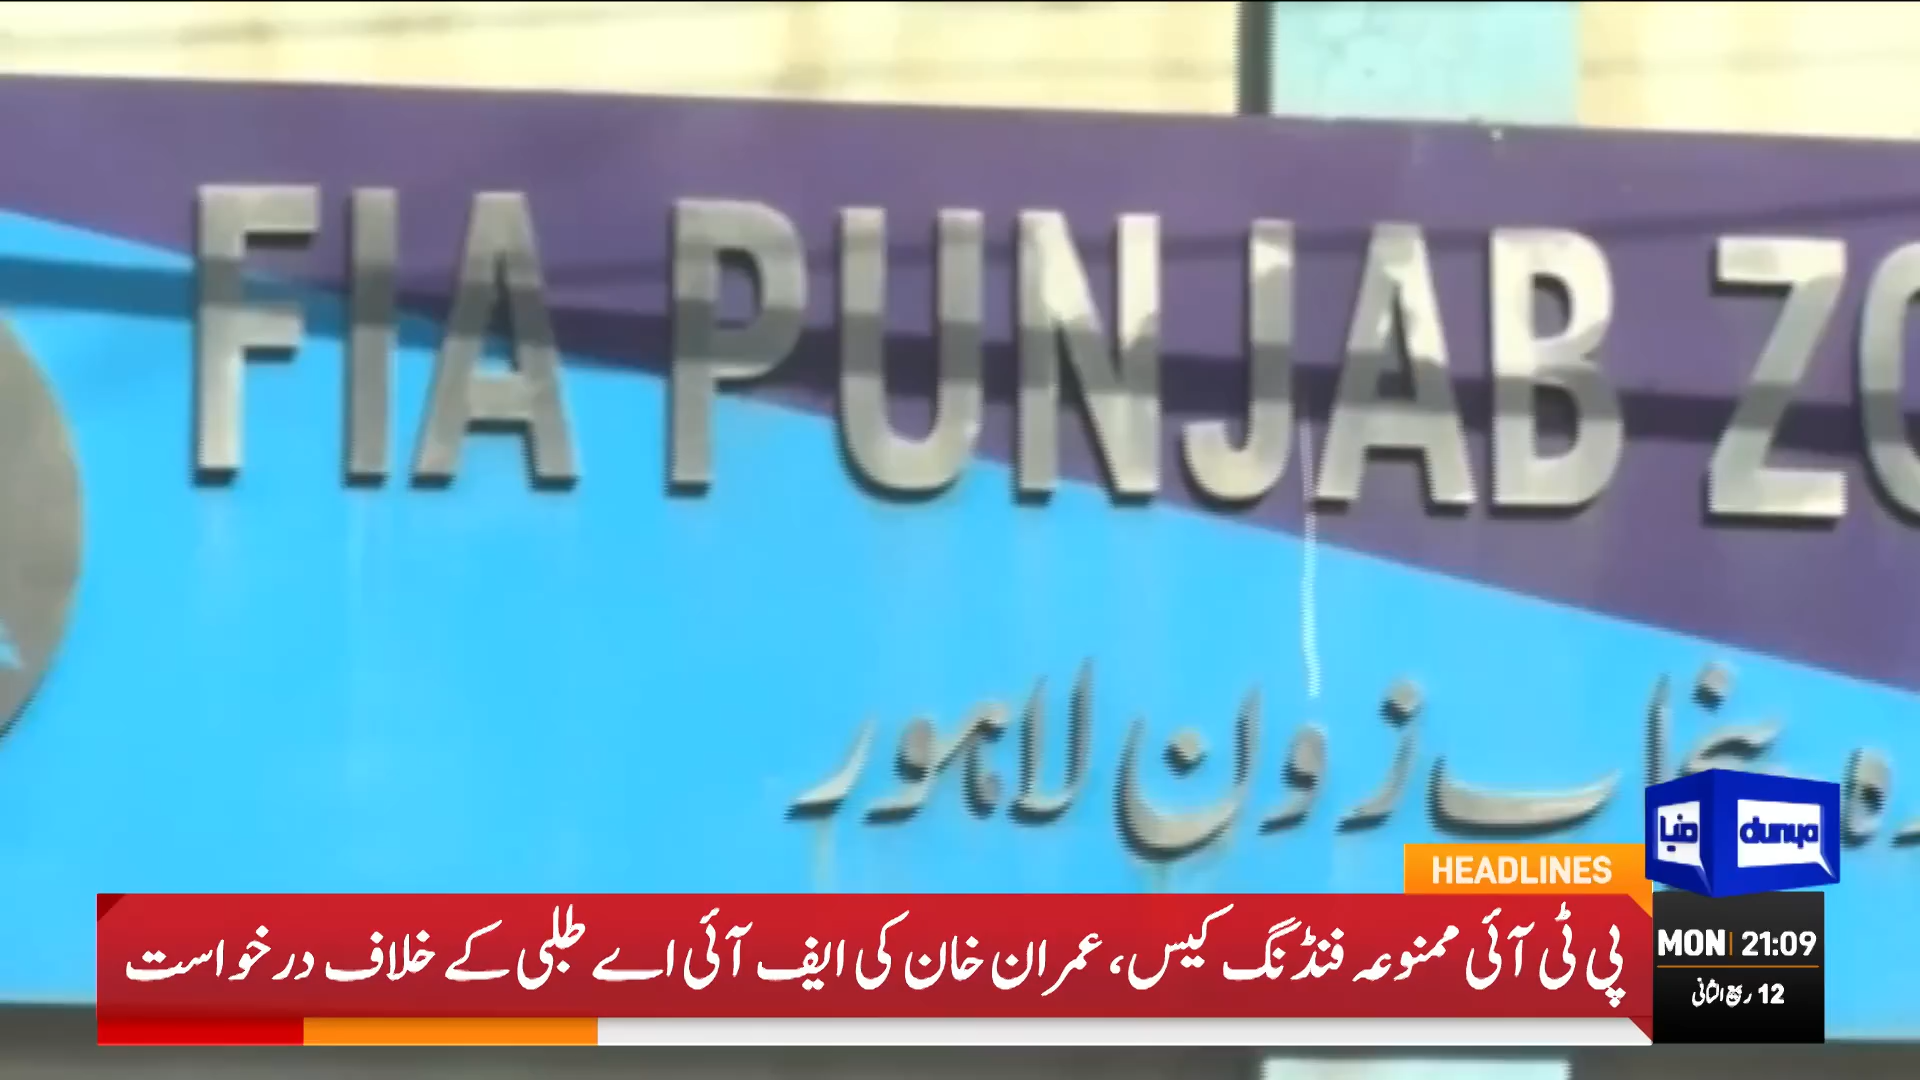 FIA PUNJAB
پنجاب زون لاہور
دنیا
dunya
HEADLINES
پی ٹی آئی ممنوعہ فنڈنگ کیس، عمران خان کی ایف آئی اے طلبی کے خلاف درخواست
MON 21:09
12 ربیع الثانی